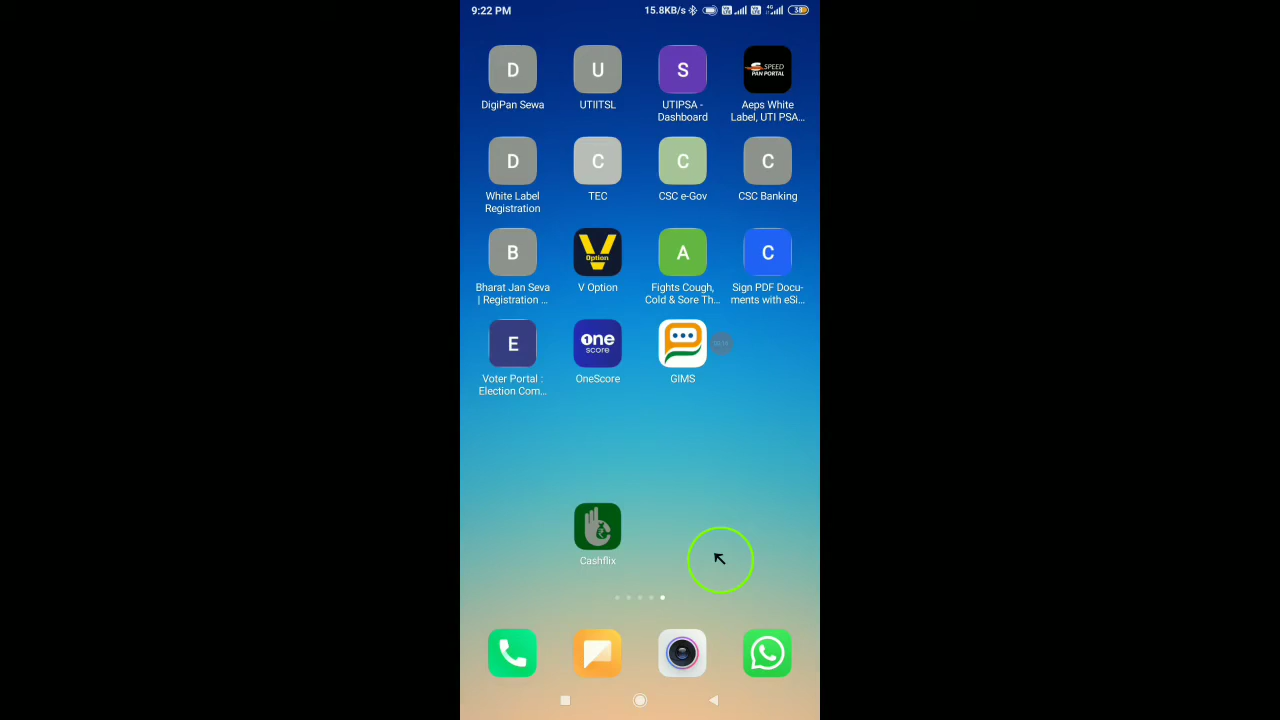 9:22 PM 15.8KB/s 4G 38
D U S SPEED PAN PORTAL
DigiPan Sewa UTIITSL UTIPSA - Dashboard Aeps White Label, UTI PSA...
D C C C
White Label Registration TEC CSC e-Gov CSC Banking
B V Option A C
Bharat Jan Seva | Registration ... V Option Fights Cough, Cold & Sore Th... Sign PDF Docu-ments with eSi...
E one score
Voter Portal : Election Com... OneScore GIMS
Cashflix